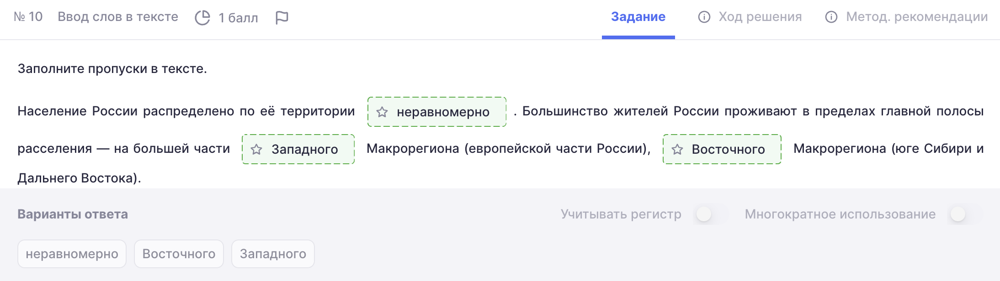 № 10 Ввод слов в тексте 1 балл Задание Ход решения Метод. рекомендации
Заполните пропуски в тексте.
Население России распределено по её территории неравномерно . Большинство жителей России проживают в пределах главной полосы
расселения — на большей части Западного Макрорегиона (европейской части России), Восточного Макрорегиона (юге Сибири и
Дальнего Востока).
Варианты ответа Учитывать регистр Многократное использование
неравномерно Восточного Западного